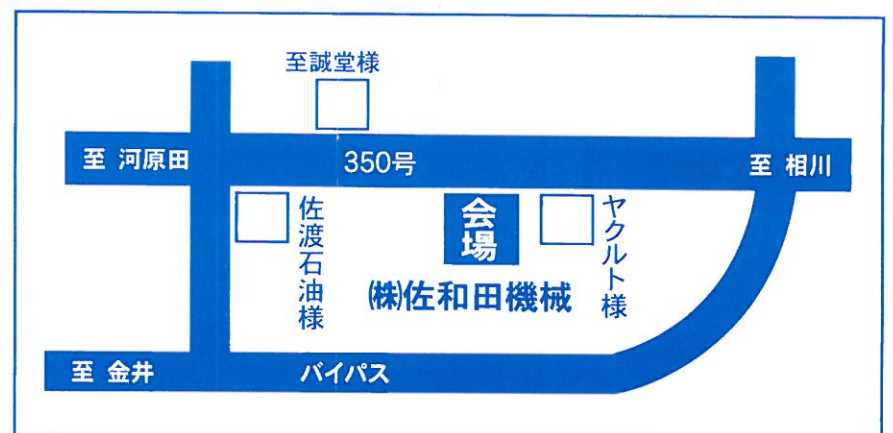 至誠堂様
至 河原田
350号
至 相川
佐渡石油様
会場
ヤクルト様
㈱佐和田機械
至 金井
バイパス